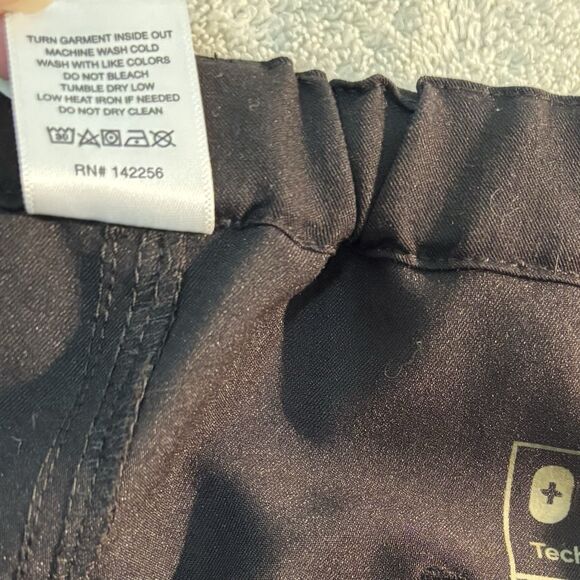 TURN GARMENT INSIDE OUT
MACHINE WASH COLD
WASH WITH LIKE COLORS
DO NOT BLEACH
TUMBLE DRY LOW
LOW HEAT IRON IF NEEDED
DO NOT DRY CLEAN
30
RN# 142256
Tech